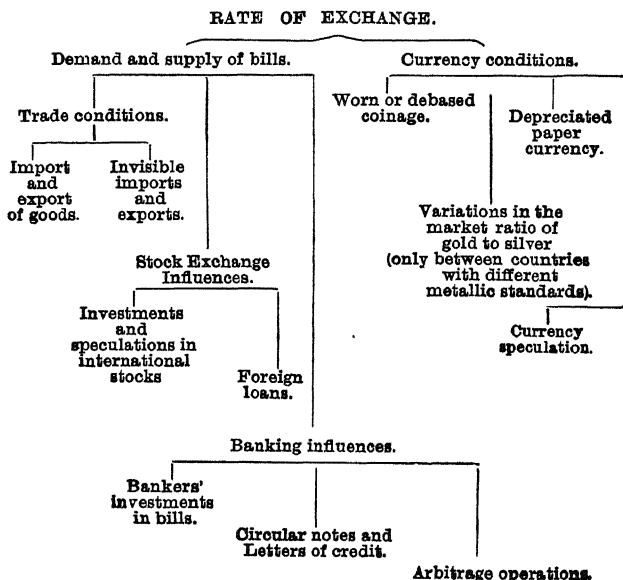 RATE OF EXCHANGE.
Demand and supply of bills.
Currency conditions.
Trade conditions.
Worn or debased
coinage.
Depreciated
paper
currency.
Import
and
export
of goods.
Invisible
imports
and
exports.
Variations in the
market ratio of
gold to silver
(only between countries
with different
metallic standards).
Stock Exchange
Influences.
Investments
and
speculations in
international
stocks
Foreign
loans.
Currency
speculation.
Banking influences.
Bankers'
investments
in bills.
Circular notes and
Letters of credit.
Arbitrage operations.